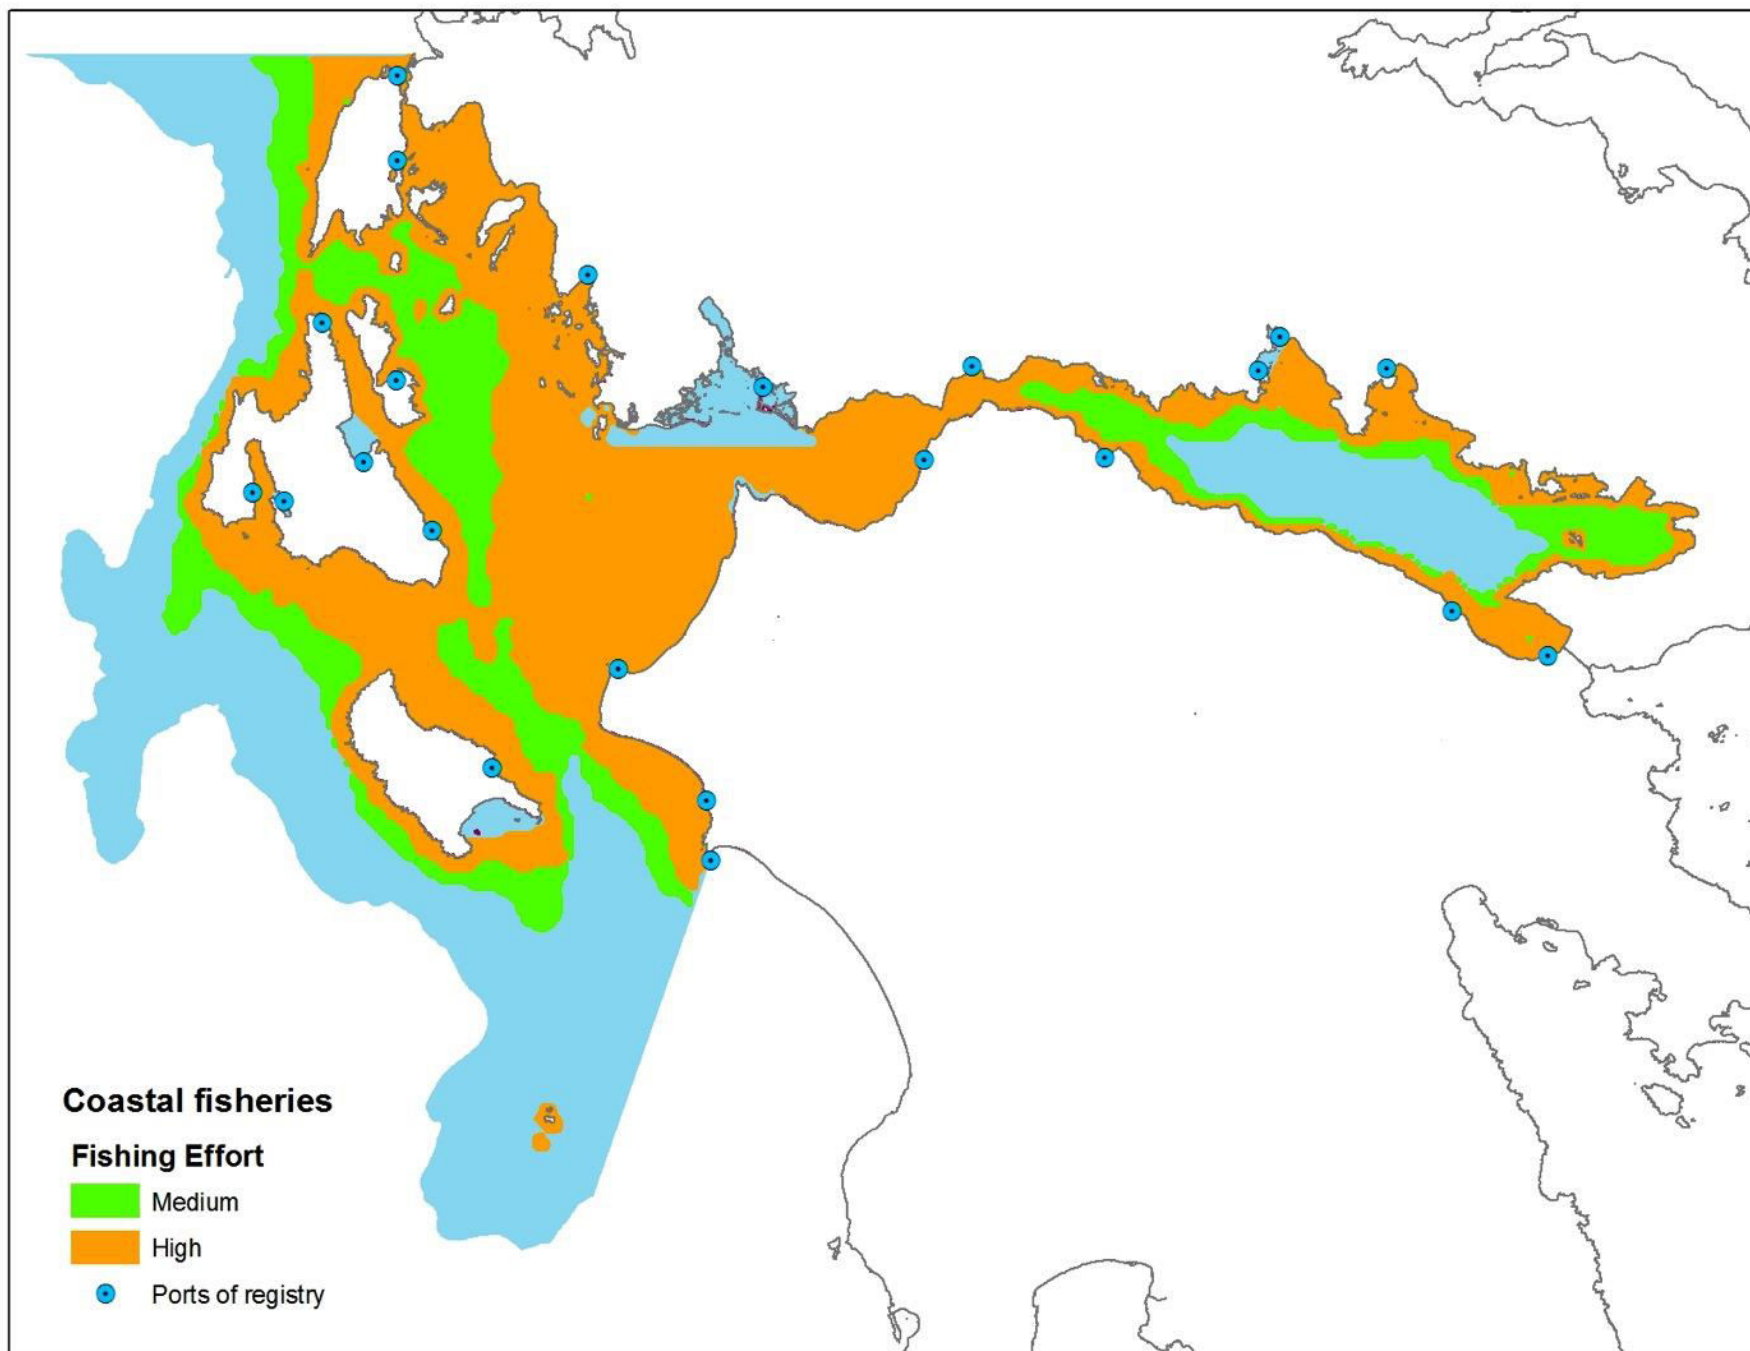 Coastal fisheries
Fishing Effort
Medium
High
Ports of registry